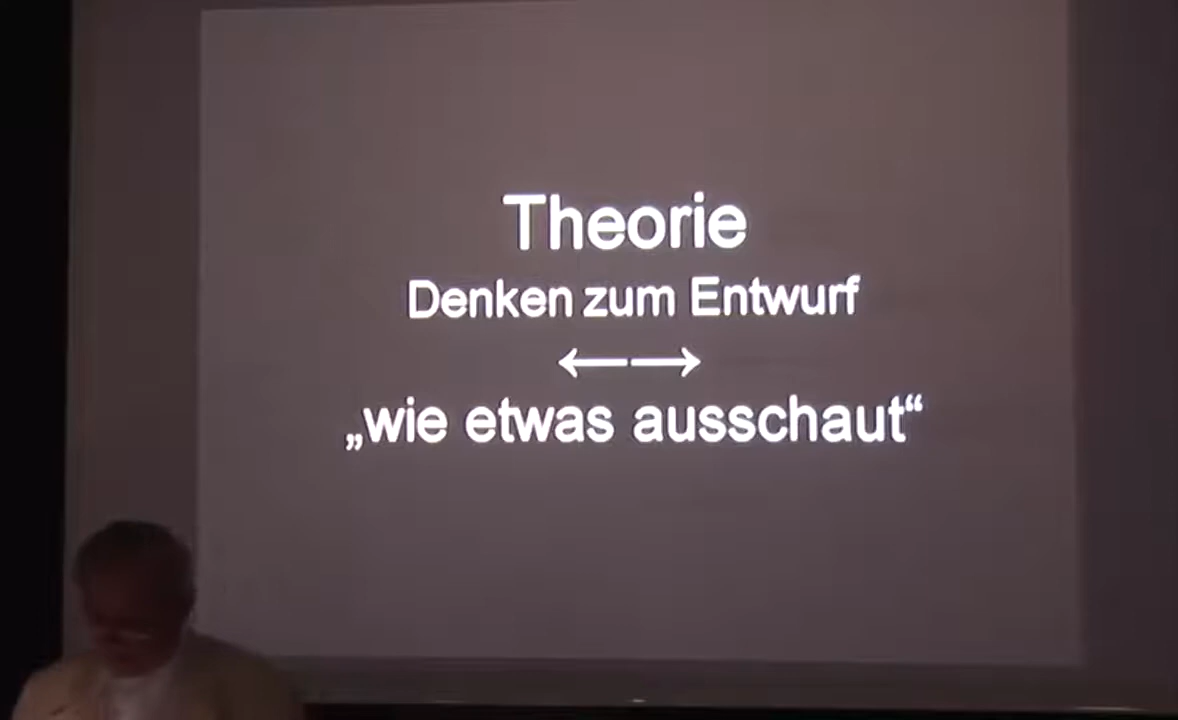 Theorie
Denken zum Entwurf
←→
„wie etwas ausschaut“